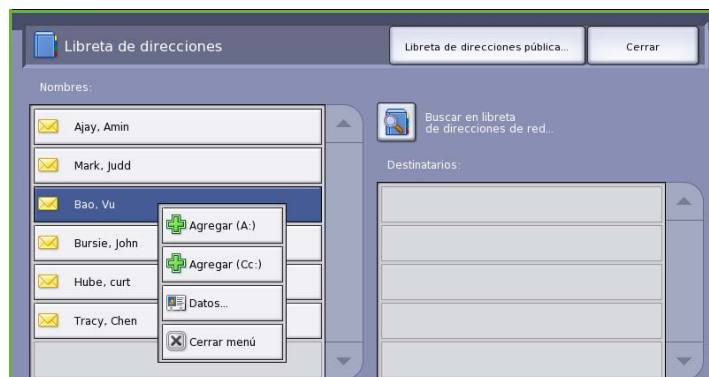 Libreta de direcciones
Libreta de direcciones pública...
Cerrar
Nombres:
Ajay, Amin
Mark, Judd
Bao, Vu
Bursie, John
Hube, curt
Tracy, Chen
Agregar (A:)
Agregar (Cc:)
Datos...
Cerrar menú
Buscar en libreta
de direcciones de red...
Destinatarios: